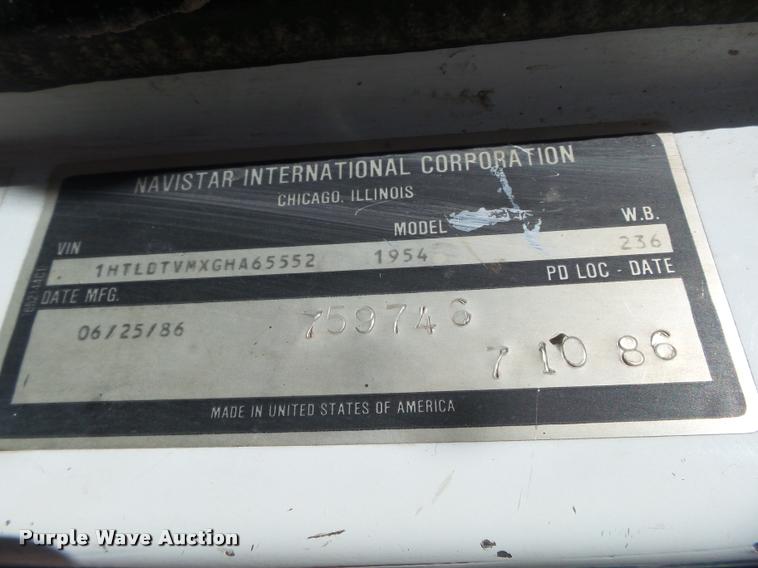 NAVISTAR INTERNATIONAL CORPORATION
CHICAGO, ILLINOIS
VIN MODEL W.B.
1HTLDTVMXGHA65552 1954 236
DATE MFG. PD LOC - DATE
06/25/86 759746
7 10 86
MADE IN UNITED STATES OF AMERICA
Purple Wave Auction